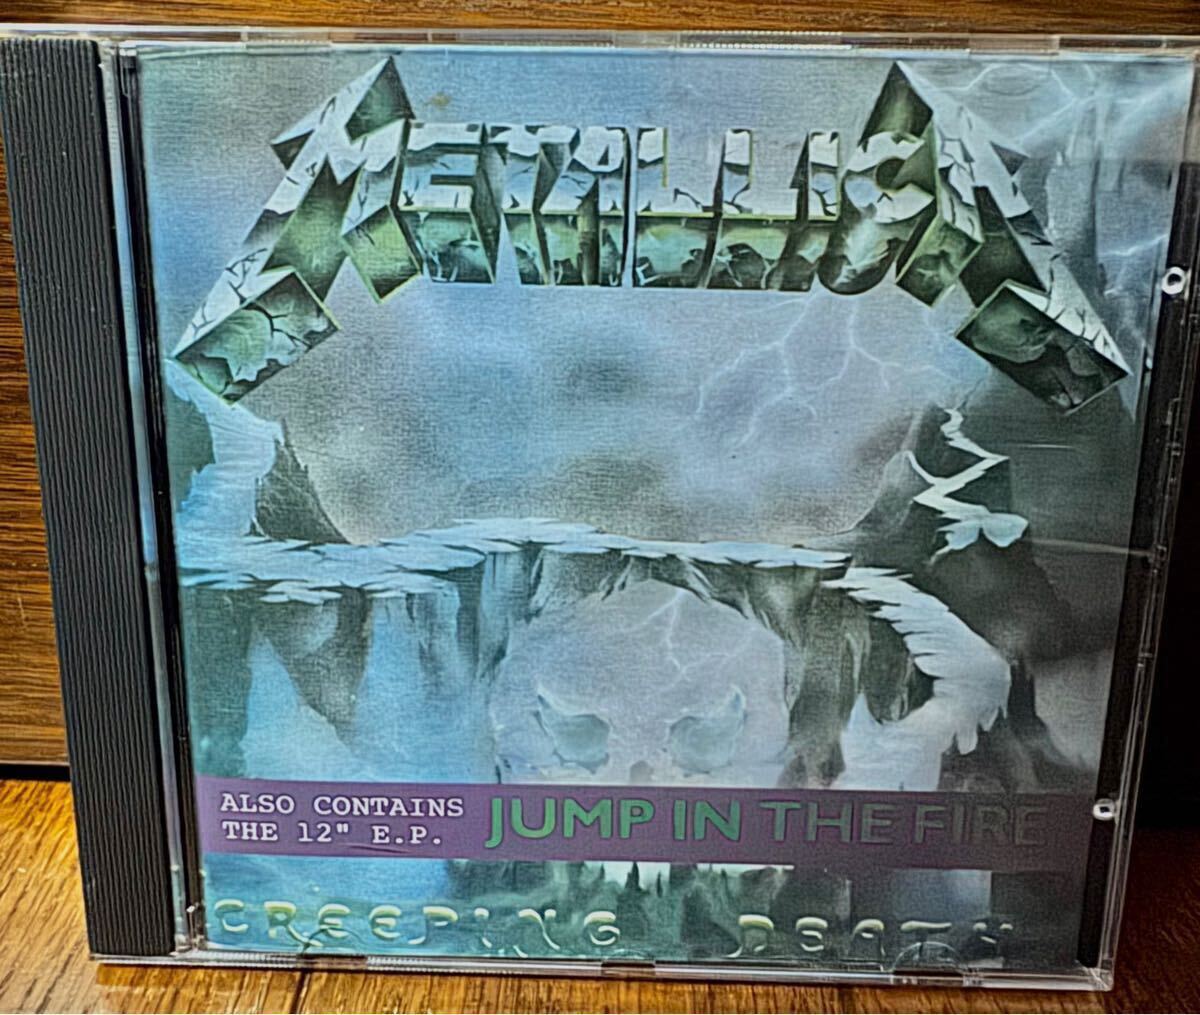 METALLICA
ALSO CONTAINS
THE 12" E.P.
JUMP IN THE FIRE
CREEPING DEATH